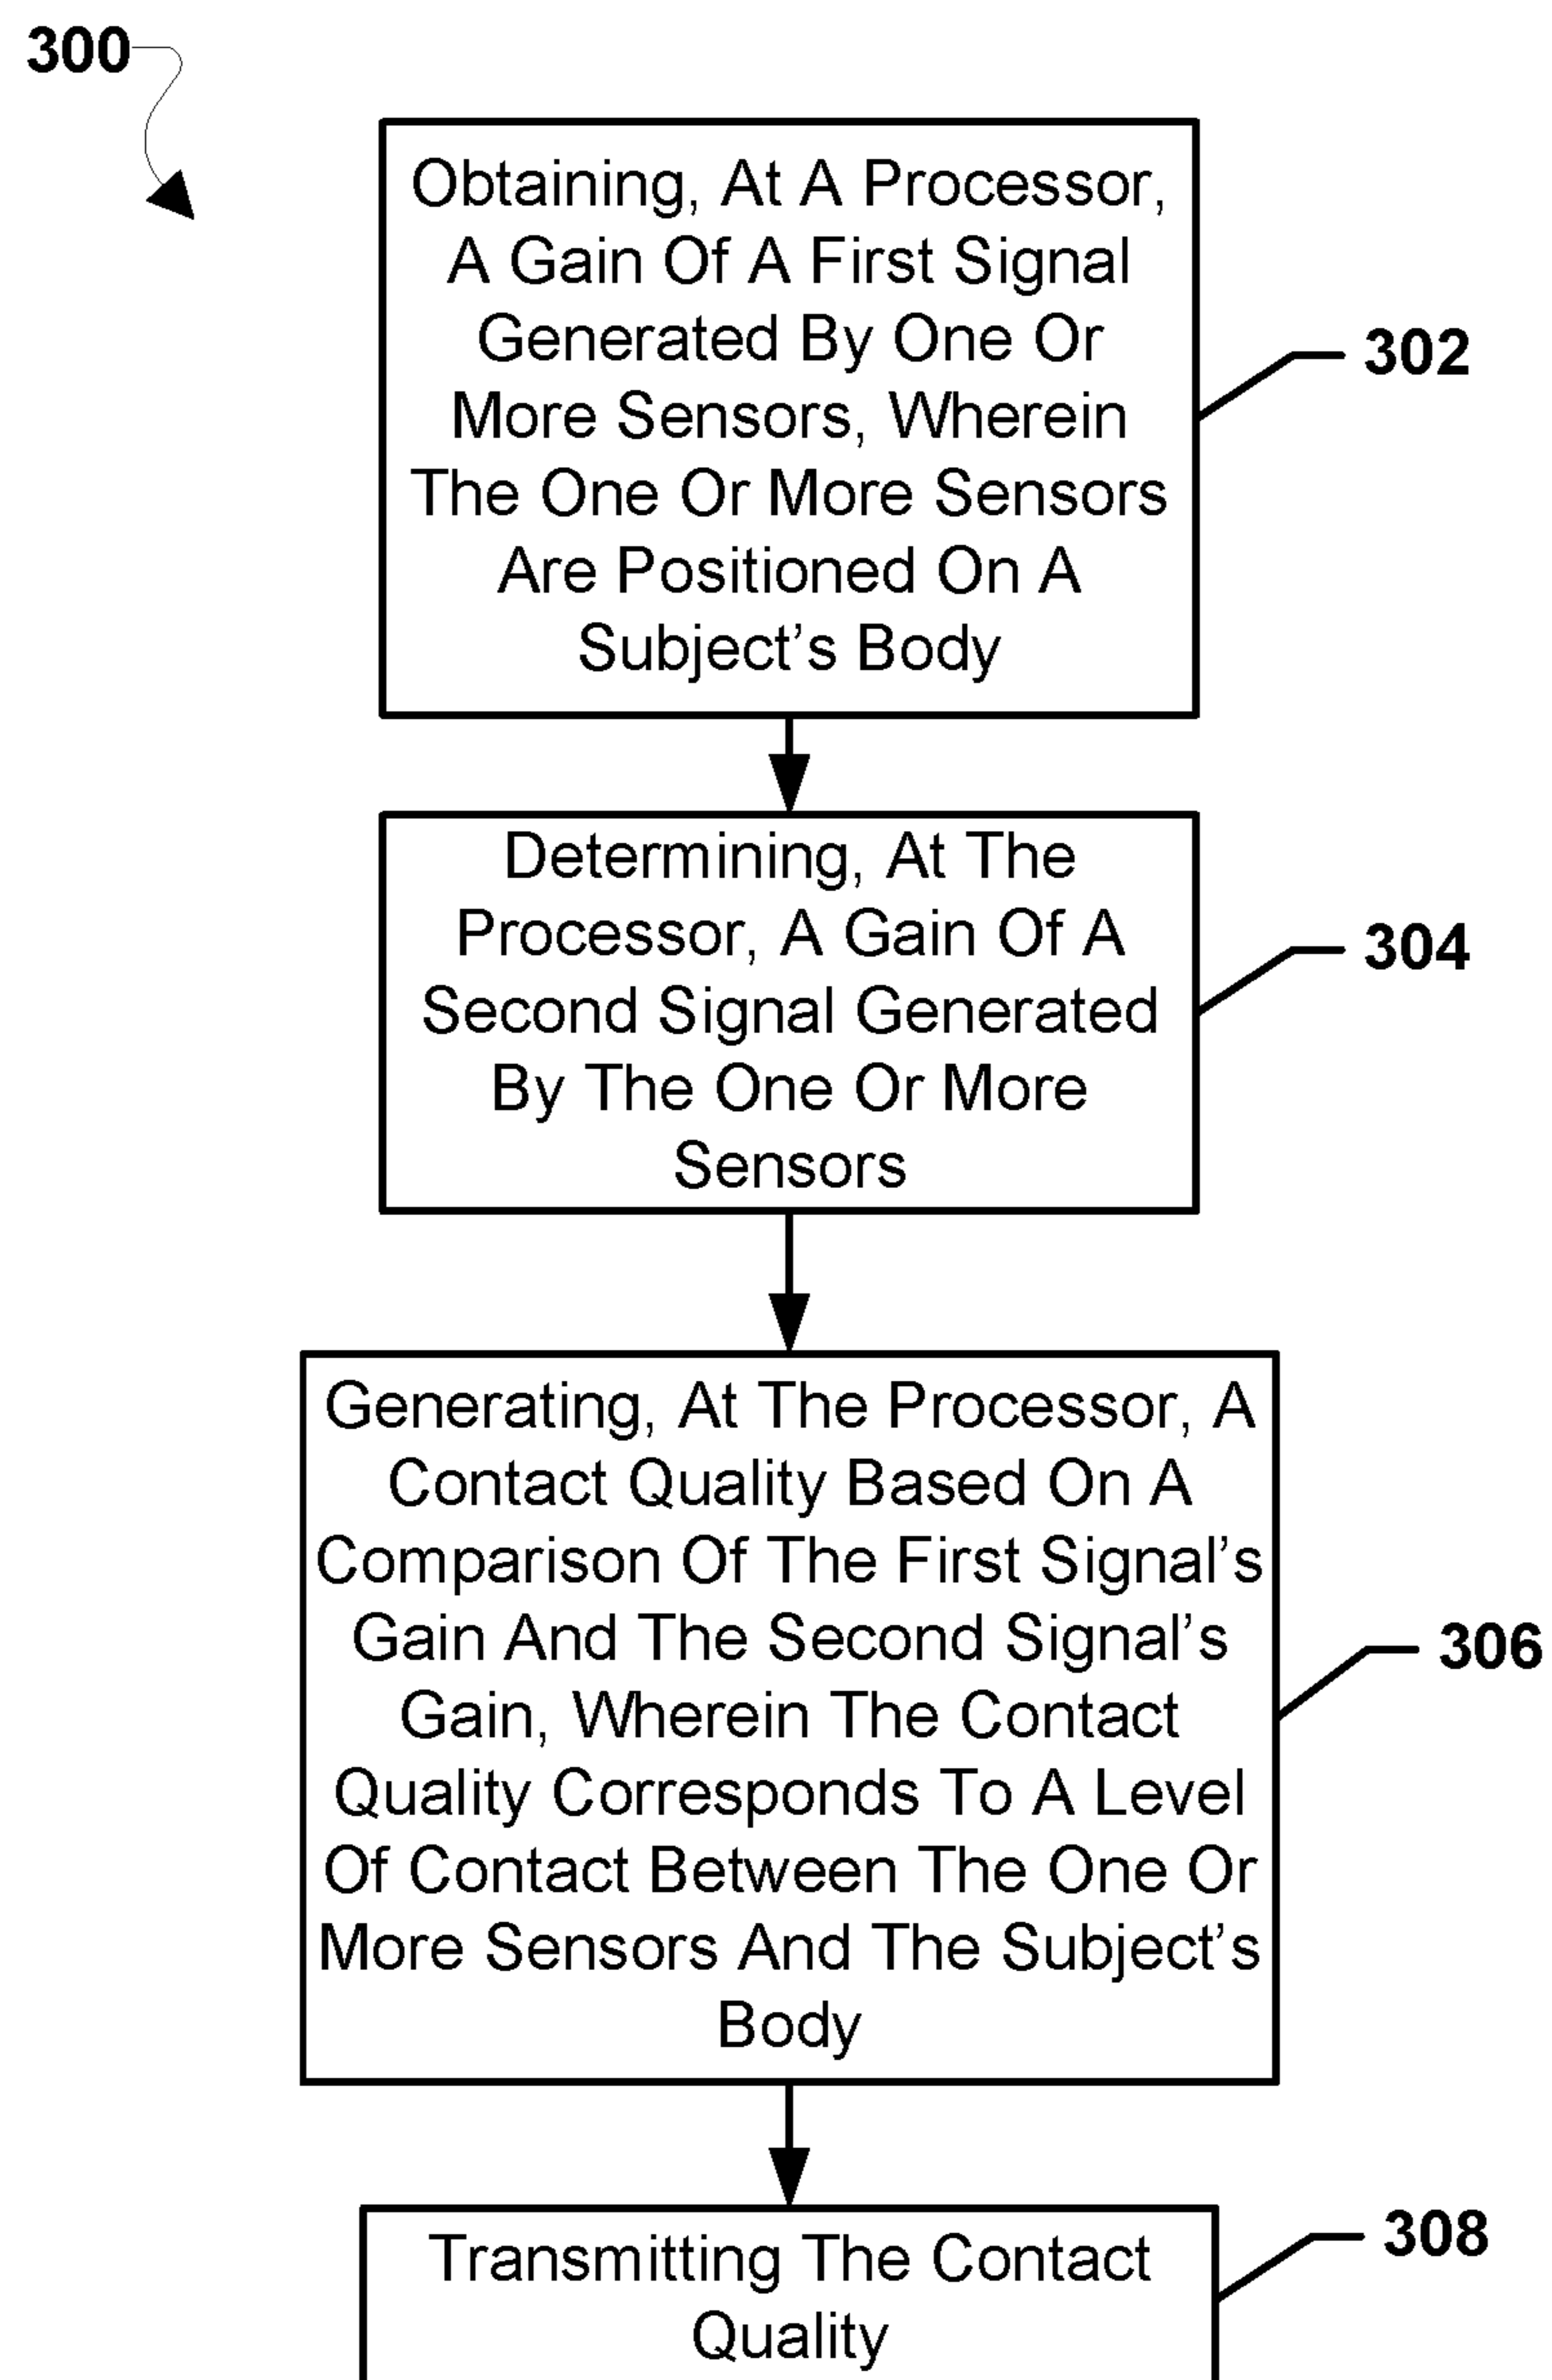 300
Obtaining, At A Processor,
A Gain Of A First Signal
Generated By One Or
More Sensors, Wherein
The One Or More Sensors
Are Positioned On A
Subject’s Body
302
Determining, At The
Processor, A Gain Of A
Second Signal Generated
By The One Or More
Sensors
304
Generating, At The Processor, A
Contact Quality Based On A
Comparison Of The First Signal’s
Gain And The Second Signal’s
Gain, Wherein The Contact
Quality Corresponds To A Level
Of Contact Between The One Or
More Sensors And The Subject’s
Body
306
Transmitting The Contact
Quality
308